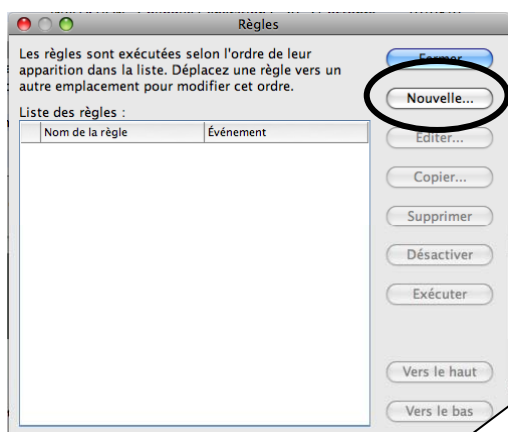 Règles
Les règles sont exécutées selon l'ordre de leur
apparition dans la liste. Déplacez une règle vers un
autre emplacement pour modifier cet ordre.
Liste des règles :
Nom de la règle
Événement
Fermer
Nouvelle...
Éditer...
Copier...
Supprimer
Désactiver
Exécuter
Vers le haut
Vers le bas